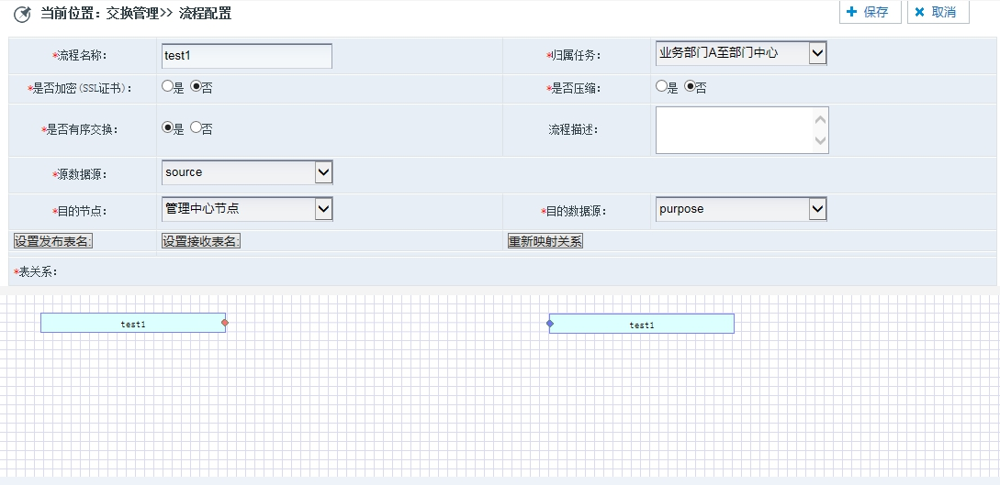 当前位置：交换管理>> 流程配置
保存 取消
*流程名称： test1 *归属任务： 业务部门A至部门中心
*是否加密(SSL证书)： 是 否 *是否压缩： 是 否
*是否有序交换： 是 否 流程描述：
*源数据源： source
*目的节点： 管理中心节点 *目的数据源： purpose
设置发布表名: 设置接收表名: 重新映射关系
*表关系：
test1 test1